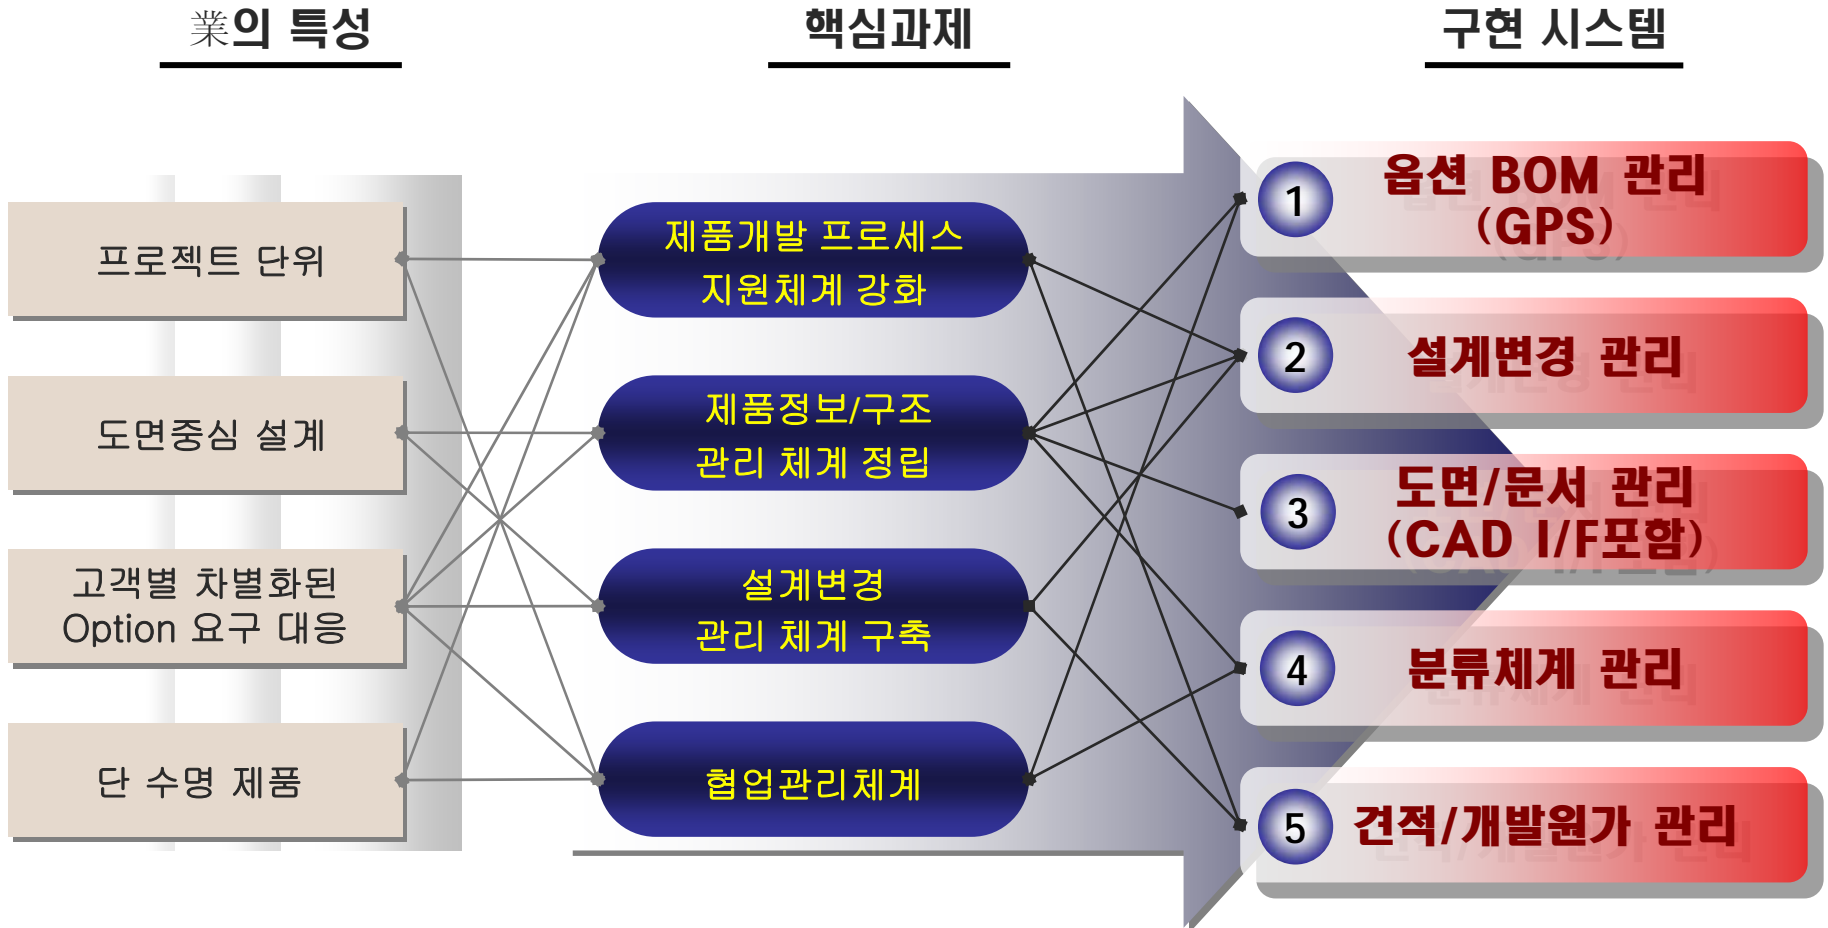 業의 특성
핵심과제
구현 시스템
프로젝트 단위
도면중심 설계
고객별 차별화된
Option 요구 대응
단 수명 제품
제품개발 프로세스
지원체계 강화
제품정보/구조
관리 체계 정립
설계변경
관리 체계 구축
협업관리체계
1
옵션 BOM 관리
(GPS)
2
설계변경 관리
3
도면/문서 관리
(CAD I/F포함)
4
분류체계 관리
5
견적/개발원가 관리